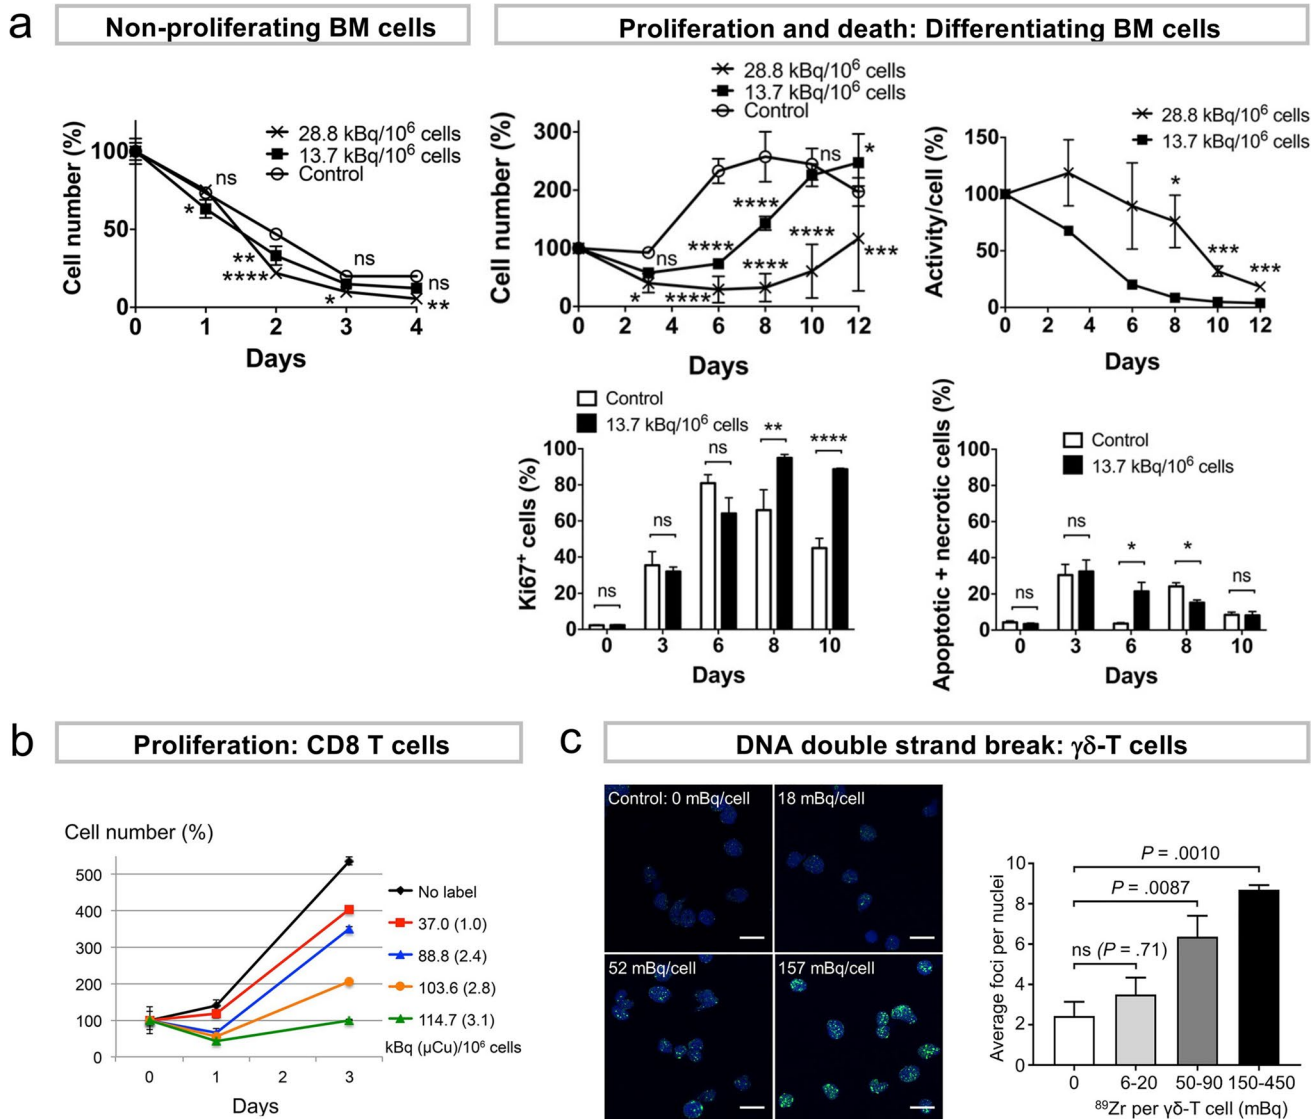 a
Non-proliferating BM cells
Proliferation and death: Differentiating BM cells
Cell number (%)
100
50
0
28.8 kBq/10⁶ cells
13.7 kBq/10⁶ cells
Control
ns
*
**
****
ns
*
ns
**
0 1 2 3 4
Days
28.8 kBq/10⁶ cells
13.7 kBq/10⁶ cells
Control
Cell number (%)
300
200
100
0
ns
*
****
****
****
****
****
ns
*
***
0 2 4 6 8 10 12
Days
28.8 kBq/10⁶ cells
13.7 kBq/10⁶ cells
Activity/cell (%)
150
100
50
0
*
***
***
0 2 4 6 8 10 12
Days
Control
13.7 kBq/10⁶ cells
Ki67⁺ cells (%)
100
80
60
40
20
0
ns
ns
ns
**
****
0 3 6 8 10
Days
Apoptotic + necrotic cells (%)
Control
13.7 kBq/10⁶ cells
100
80
60
40
20
0
ns
ns
*
*
ns
0 3 6 8 10
Days
b
Proliferation: CD8 T cells
Cell number (%)
500
400
300
200
100
0
No label
37.0 (1.0)
88.8 (2.4)
103.6 (2.8)
114.7 (3.1)
kBq (µCu)/10⁶ cells
0 1 2 3
Days
c
DNA double strand break: γδ-T cells
Control: 0 mBq/cell
18 mBq/cell
52 mBq/cell
157 mBq/cell
Average foci per nuclei
10
8
6
4
2
0
P = .0010
P = .0087
ns (P = .71)
0 6-20 50-90 150-450
⁸⁹Zr per γδ-T cell (mBq)